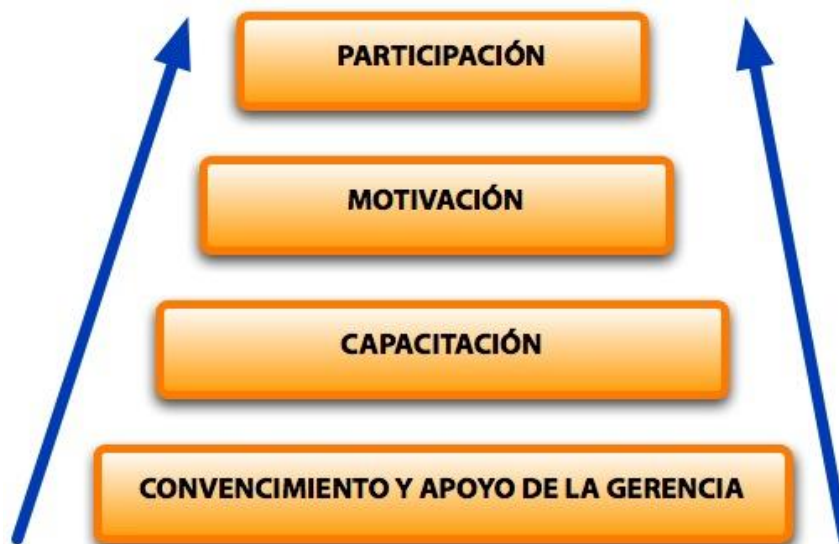 PARTICIPACIÓN
MOTIVACIÓN
CAPACITACIÓN
CONVENCIMIENTO Y APOYO DE LA GERENCIA